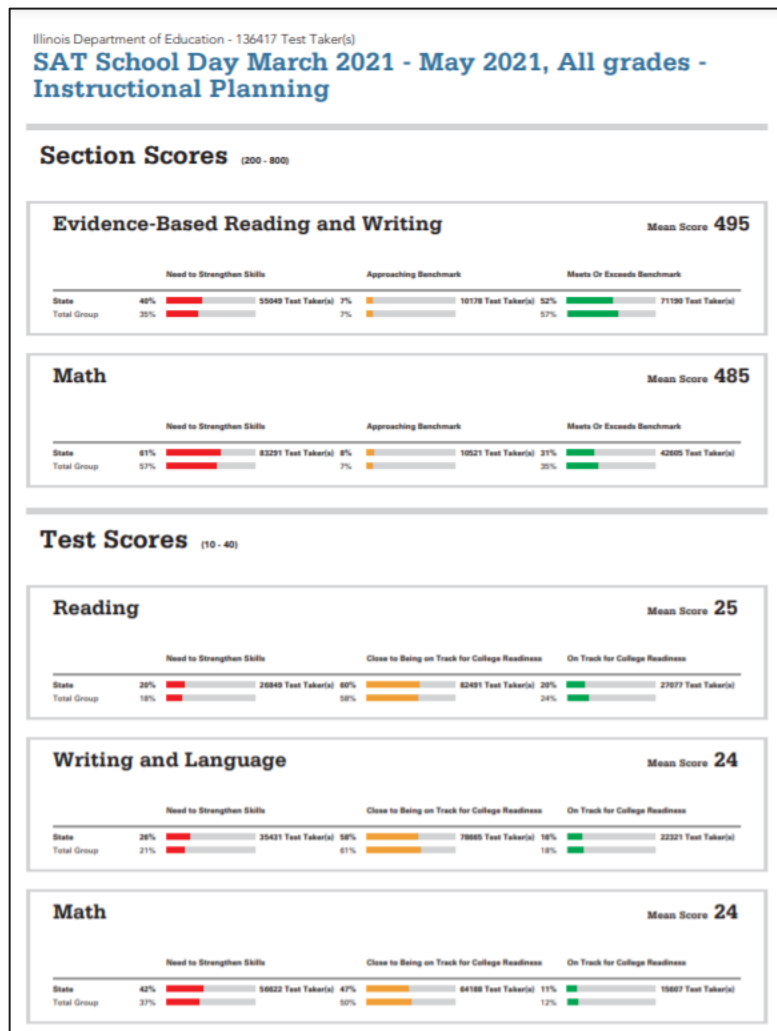 Illinois Department of Education - 136417 Test Taker(s)
SAT School Day March 2021 - May 2021, All grades -
Instructional Planning
Section Scores (200 - 800)
Evidence-Based Reading and Writing Mean Score 495
Need to Strengthen Skills Approaching Benchmark Meets Or Exceeds Benchmark
State 40% 55049 Test Taker(s) 7% 10178 Test Taker(s) 52% 71190 Test Taker(s)
Total Group 35% 7% 57%
Math Mean Score 485
Need to Strengthen Skills Approaching Benchmark Meets Or Exceeds Benchmark
State 61% 83291 Test Taker(s) 8% 10521 Test Taker(s) 31% 42605 Test Taker(s)
Total Group 57% 7% 35%
Test Scores (10 - 40)
Reading Mean Score 25
Need to Strengthen Skills Close to Being on Track for College Readiness On Track for College Readiness
State 20% 26849 Test Taker(s) 60% 82491 Test Taker(s) 20% 27077 Test Taker(s)
Total Group 18% 58% 24%
Writing and Language Mean Score 24
Need to Strengthen Skills Close to Being on Track for College Readiness On Track for College Readiness
State 26% 35431 Test Taker(s) 58% 78665 Test Taker(s) 16% 22321 Test Taker(s)
Total Group 21% 61% 18%
Math Mean Score 24
Need to Strengthen Skills Close to Being on Track for College Readiness On Track for College Readiness
State 42% 56622 Test Taker(s) 47% 64188 Test Taker(s) 11% 15607 Test Taker(s)
Total Group 37% 50% 12%